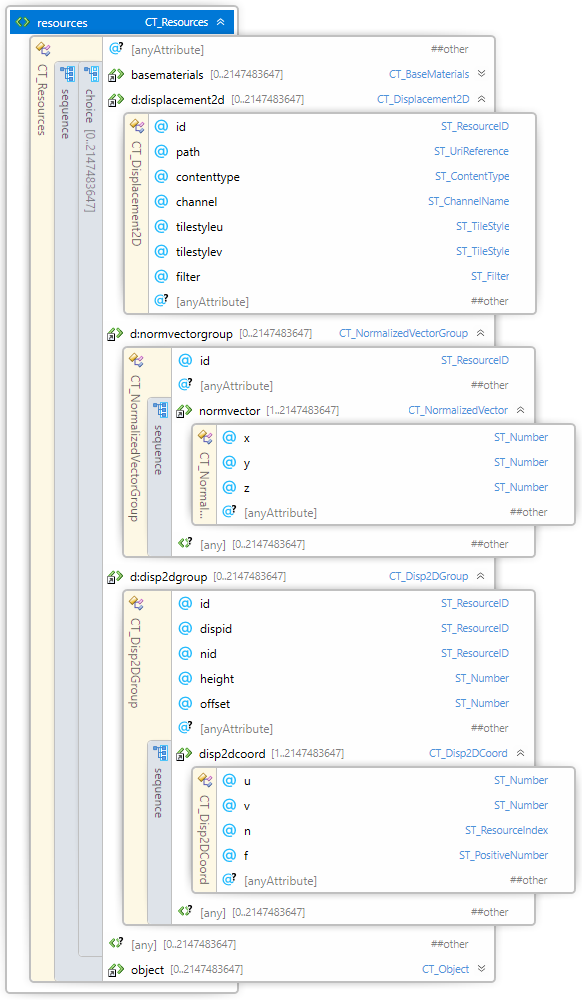 resources CT_Resources
CT_Resources
sequence
choice [0..2147483647]
[anyAttribute] ##other
basematerials [0..2147483647] CT_BaseMaterials
d:displacement2d [0..2147483647] CT_Displacement2D
CT_Displacement2D
id ST_ResourceID
path ST_UriReference
contenttype ST_ContentType
channel ST_ChannelName
tilestyleu ST_TileStyle
tilestylev ST_TileStyle
filter ST_Filter
[anyAttribute] ##other
d:normvectorgroup [0..2147483647] CT_NormalizedVectorGroup
CT_NormalizedVectorGroup
id ST_ResourceID
[anyAttribute] ##other
sequence
normvector [1..2147483647] CT_NormalizedVector
CT_Normal...
x ST_Number
y ST_Number
z ST_Number
[anyAttribute] ##other
[any] [0..2147483647] ##other
d:disp2dgroup [0..2147483647] CT_Disp2DGroup
CT_Disp2DGroup
id ST_ResourceID
dispid ST_ResourceID
nid ST_ResourceID
height ST_Number
offset ST_Number
[anyAttribute] ##other
sequence
disp2dcoord [1..2147483647] CT_Disp2DCoord
CT_Disp2DCoord
u ST_Number
v ST_Number
n ST_ResourceIndex
f ST_PositiveNumber
[anyAttribute] ##other
[any] [0..2147483647] ##other
[any] [0..2147483647] ##other
object [0..2147483647] CT_Object